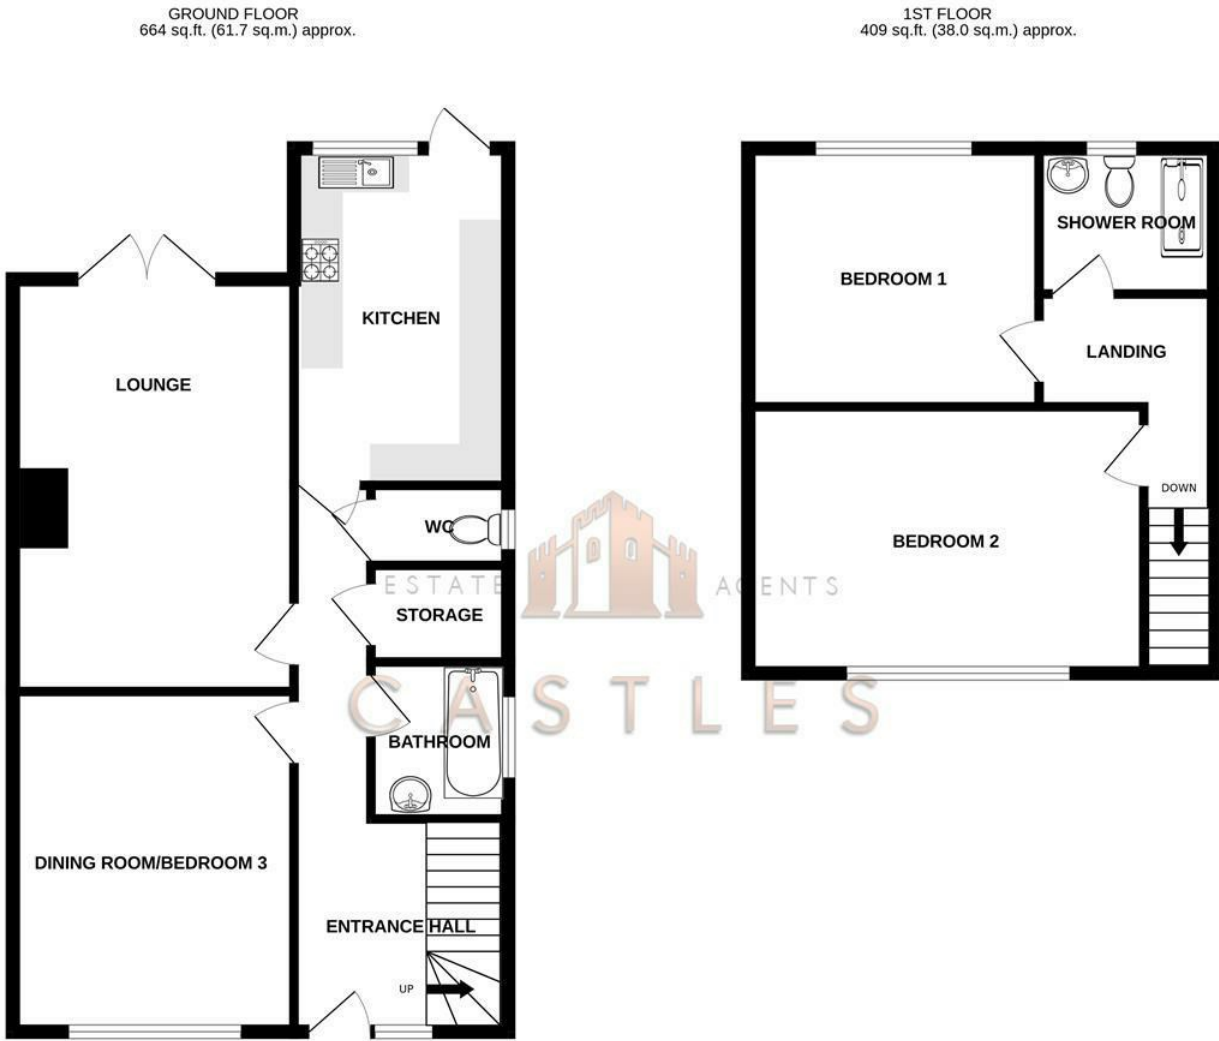 GROUND FLOOR
664 sq.ft. (61.7 sq.m.) approx.
1ST FLOOR
409 sq.ft. (38.0 sq.m.) approx.
KITCHEN
LOUNGE
WC
STORAGE
BATHROOM
DINING ROOM/BEDROOM 3
ENTRANCE HALL
UP
SHOWER ROOM
BEDROOM 1
LANDING
DOWN
BEDROOM 2
ESTATE AGENTS
CASTLES